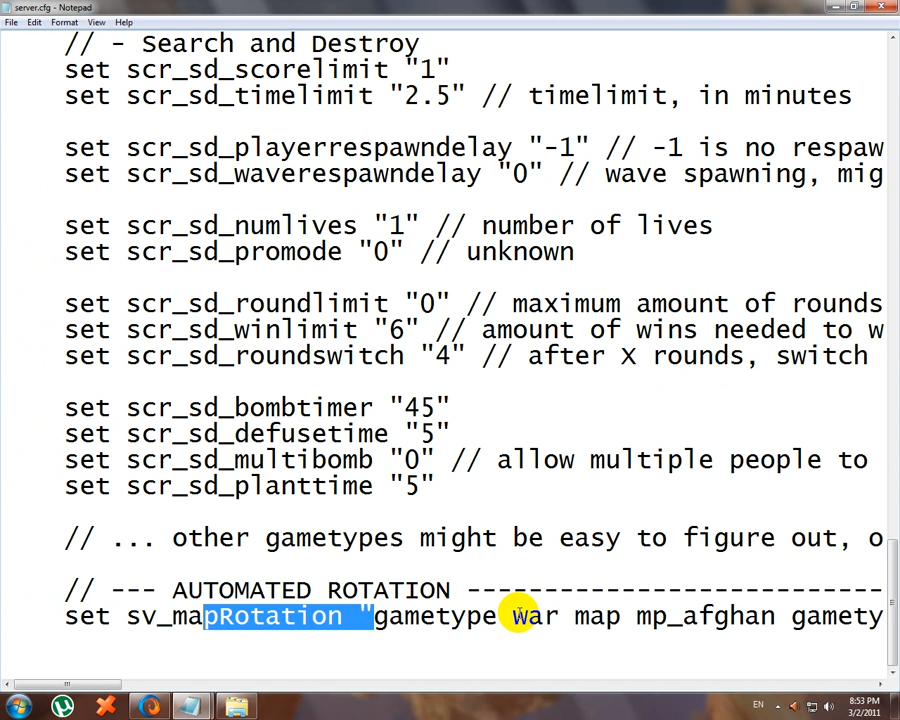 server.cfg - Notepad
File Edit Format View Help
// - Search and Destroy
set scr_sd_scorelimit "1"
set scr_sd_timelimit "2.5" // timelimit, in minutes
set scr_sd_playerrespawndelay "-1" // -1 is no respaw
set scr_sd_waverespawndelay "0" // wave spawning, mig
set scr_sd_numlives "1" // number of lives
set scr_sd_promode "0" // unknown
set scr_sd_roundlimit "0" // maximum amount of rounds
set scr_sd_winlimit "6" // amount of wins needed to w
set scr_sd_roundswitch "4" // after X rounds, switch
set scr_sd_bombtimer "45"
set scr_sd_defusetime "5"
set scr_sd_multibomb "0" // allow multiple people to
set scr_sd_planttime "5"
// ... other gametypes might be easy to figure out, o
// --- AUTOMATED ROTATION ---------------------------
set sv_mapRotation "gametype war map mp_afghan gamety
EN
8:53 PM
3/2/2011